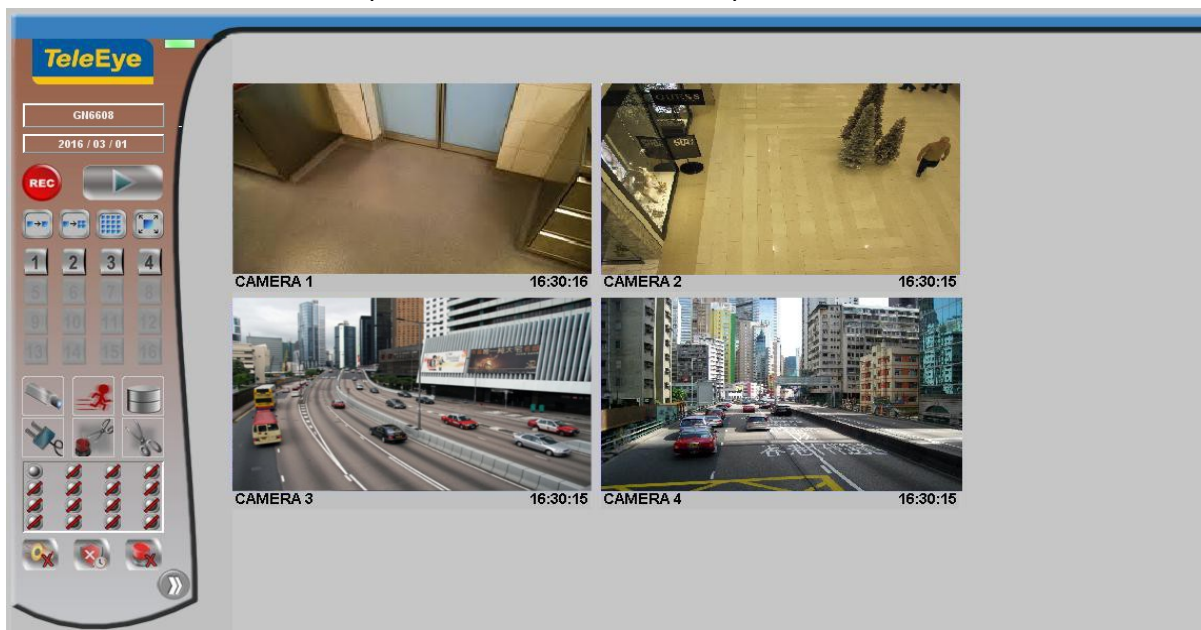 TeleEye
GN6608
2016 / 03 / 01
REC
1 2 3 4
5 6 7 8
9 10 11 12
13 14 15 16
GUESS
CAMERA 1 16:30:16
CAMERA 2 16:30:15
CAMERA 3 16:30:15
CAMERA 4 16:30:15